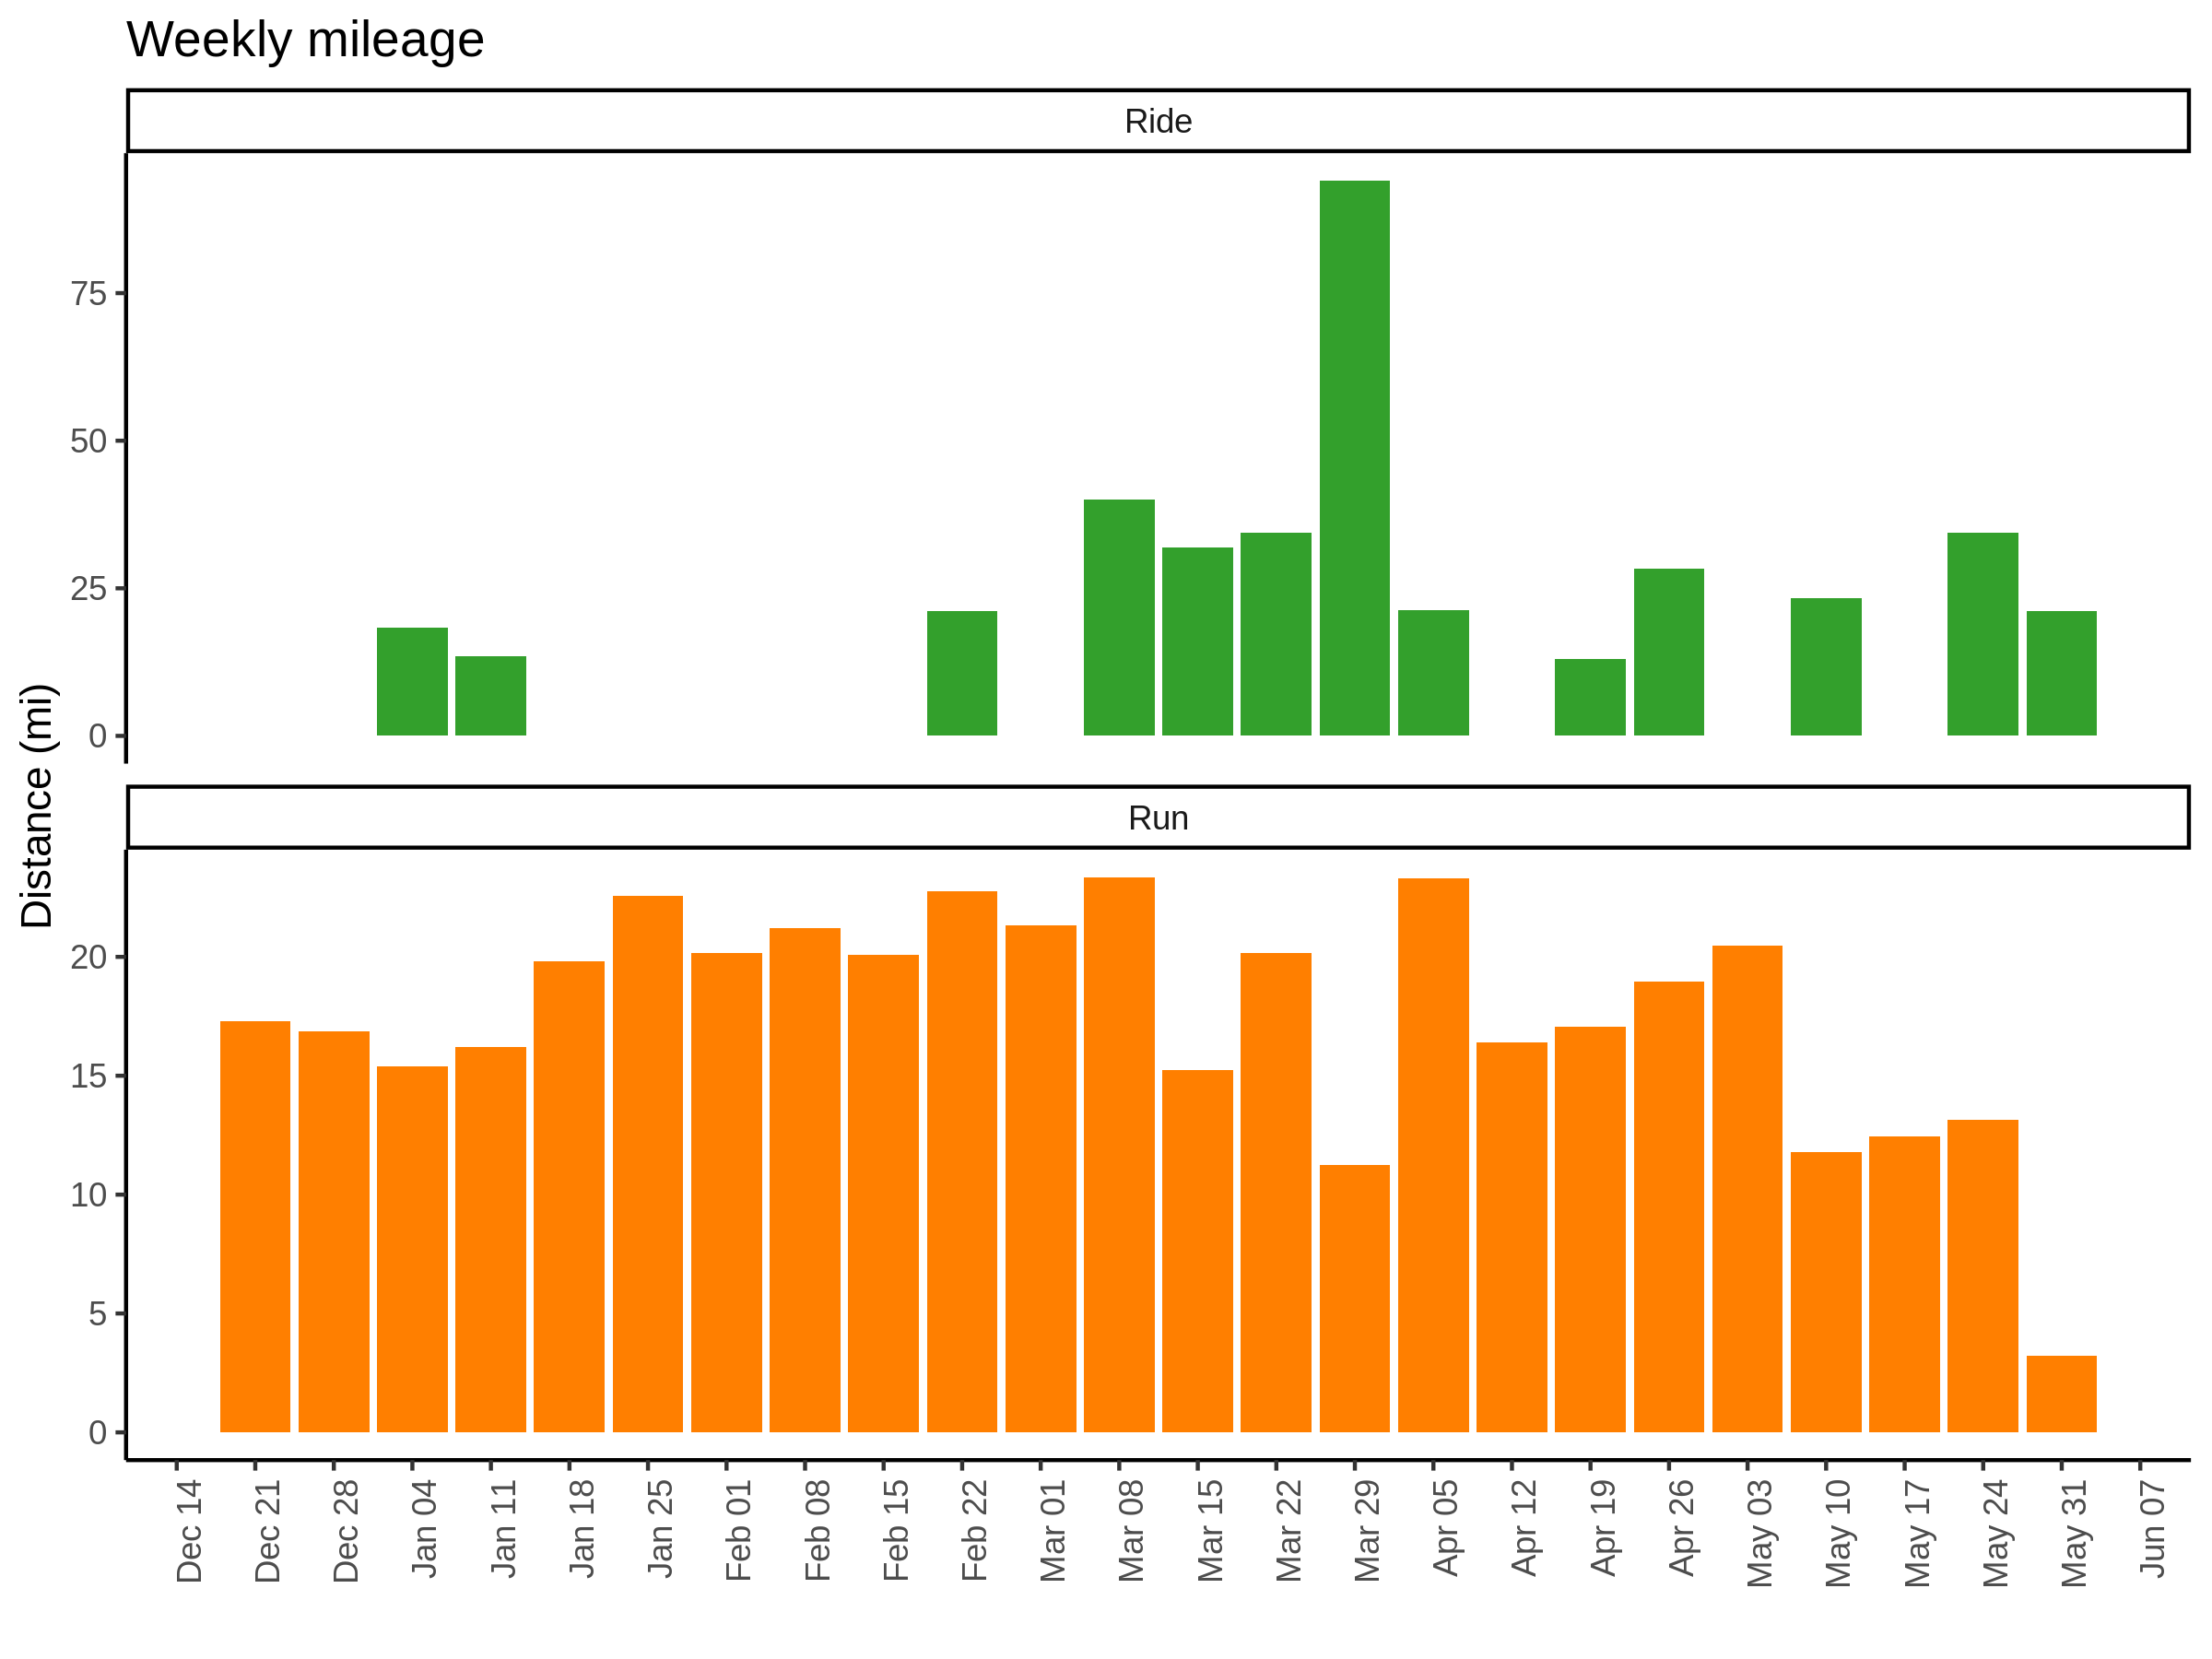 Weekly mileage
Ride
75
50
25
0
Distance (mi)
Run
20
15
10
5
0
Dec 14
Dec 21
Dec 28
Jan 04
Jan 11
Jan 18
Jan 25
Feb 01
Feb 08
Feb 15
Feb 22
Mar 01
Mar 08
Mar 15
Mar 22
Mar 29
Apr 05
Apr 12
Apr 19
Apr 26
May 03
May 10
May 17
May 24
May 31
Jun 07